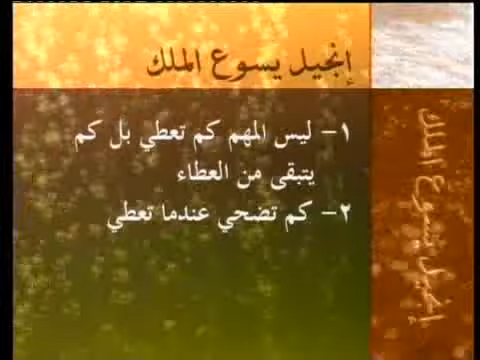 إنجيل يسوع الملك
١- ليس المهم كم تعطي بل كم
يتبقى من العطاء
٢- كم تضحي عندما تعطي
إنجيل يسوع الملك